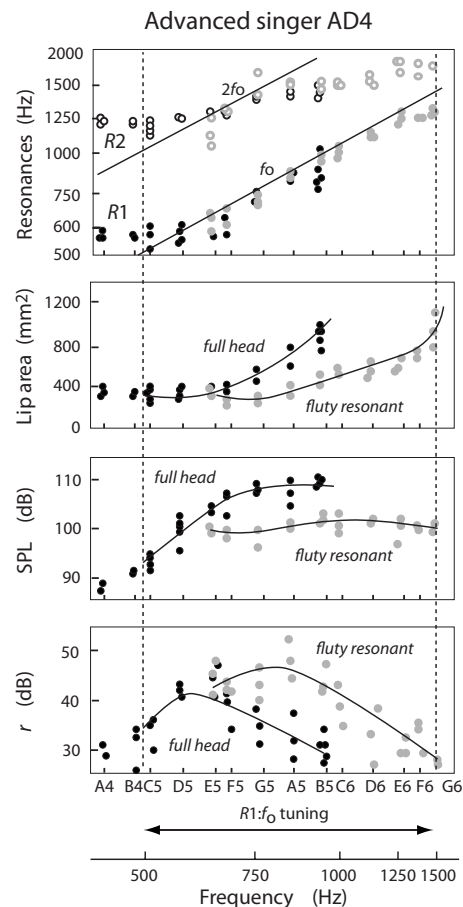 Advanced singer AD4
Resonances (Hz)
2000
1500
1250
1000
750
600
500
R2
R1
2fo
fo
Lip area (mm2)
1200
800
400
0
full head
fluty resonant
SPL (dB)
110
100
90
full head
fluty resonant
r (dB)
50
40
30
fluty resonant
full head
A4 B4 C5 D5 E5 F5 G5 A5 B5 C6 D6 E6 F6 G6
R1:fo tuning
500 750 1000 1250 1500
Frequency (Hz)